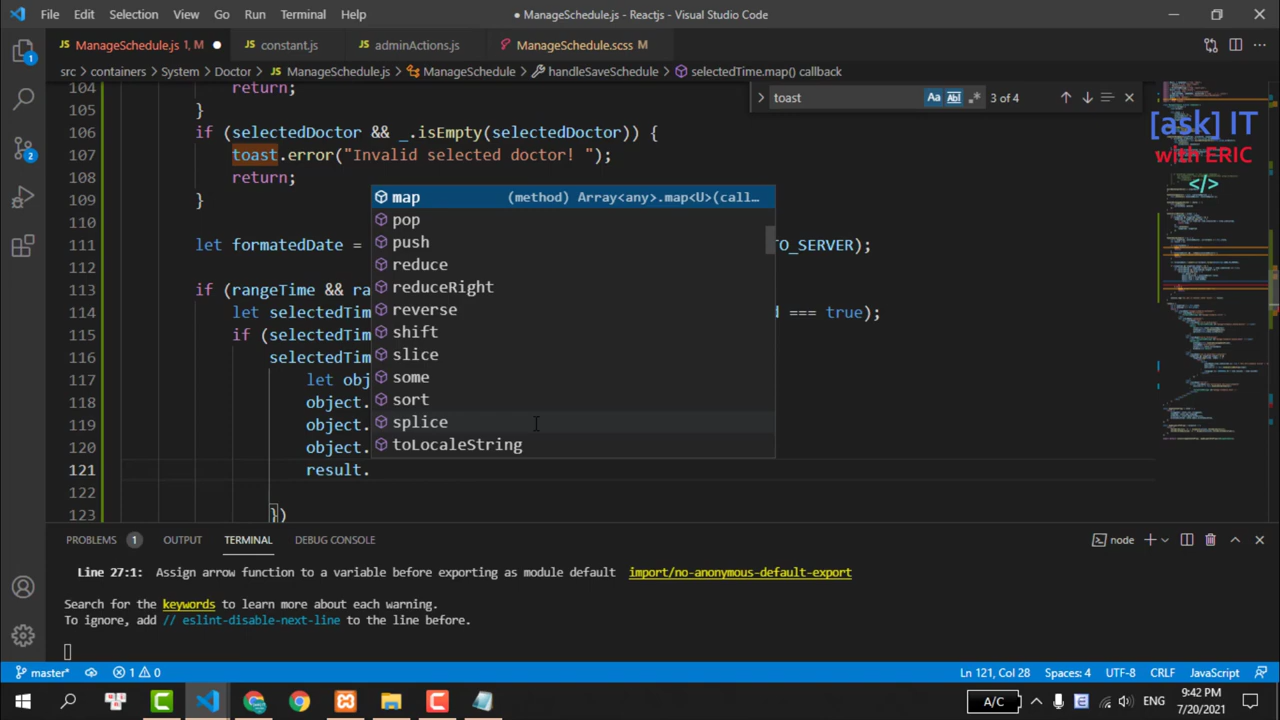 File Edit Selection View Go Run Terminal Help
● ManageSchedule.js - Reactjs - Visual Studio Code
JS ManageSchedule.js 1, M ●
JS constant.js
JS adminActions.js
ManageSchedule.scss M
src > containers > System > Doctor > JS ManageSchedule.js > ManageSchedule > handleSaveSchedule > selectedTime.map() callback
toast
Aa
Abl
3 of 4
104 return;
105 }
106 if (selectedDoctor && _.isEmpty(selectedDoctor)) {
107 toast.error("Invalid selected doctor! ");
108 return;
109 }
110
111 let formatedDate = TO_SERVER);
112
113 if (rangeTime && ra
114 let selectedTim d === true);
115 if (selectedTim
116 selectedTim
117 let obj
118 object.
119 object.
120 object.
121 result.
122
123 })
map (method) Array<any>.map<U>(call…
pop
push
reduce
reduceRight
reverse
shift
slice
some
sort
splice
toLocaleString
[ask] IT
with ERIC
</>
PROBLEMS 1 OUTPUT TERMINAL DEBUG CONSOLE
node
Line 27:1: Assign arrow function to a variable before exporting as module default import/no-anonymous-default-export
Search for the keywords to learn more about each warning.
To ignore, add // eslint-disable-next-line to the line before.
1
2
master* 1 0
Ln 121, Col 28 Spaces: 4 UTF-8 CRLF JavaScript
A/C
ENG
9:42 PM
7/20/2021